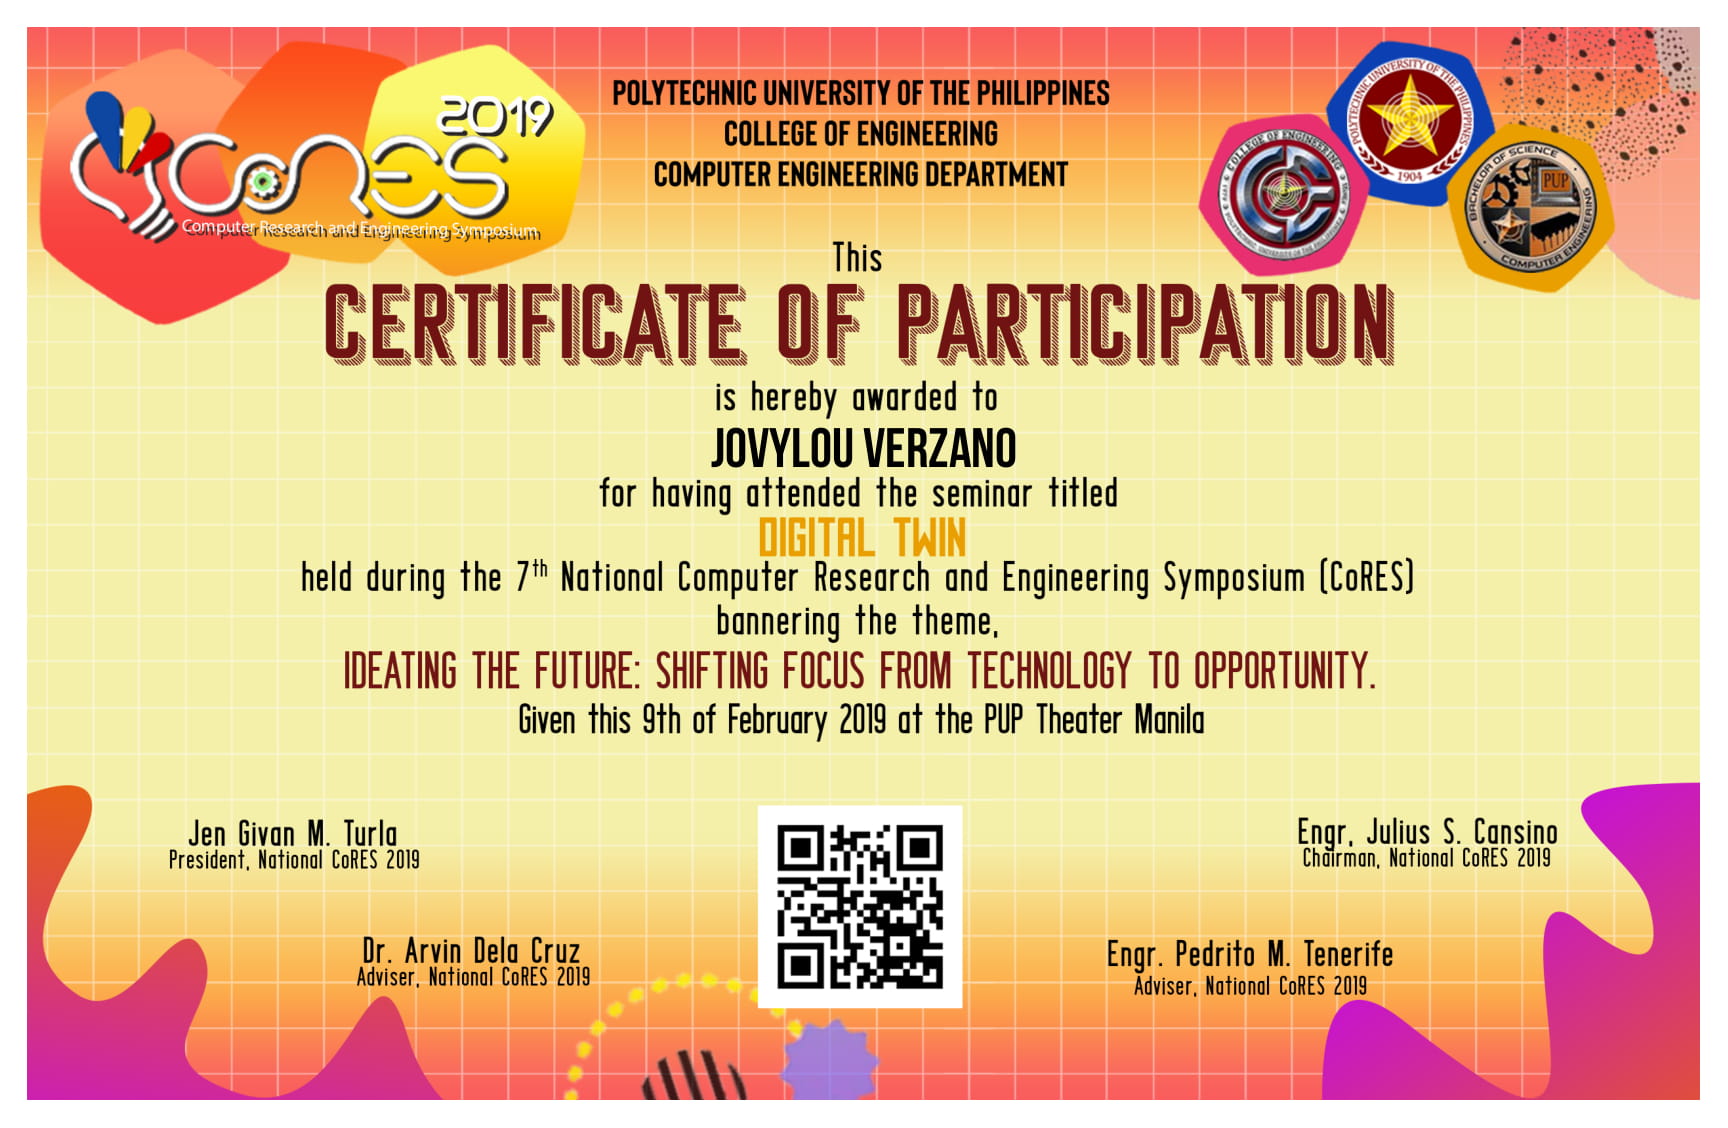 2019
CoRES
Computer Research and Engineering Symposium
POLYTECHNIC UNIVERSITY OF THE PHILIPPINES
COLLEGE OF ENGINEERING
COMPUTER ENGINEERING DEPARTMENT
COLLEGE OF ENGINEERING
POLYTECHNIC UNIVERSITY OF THE PHILIPPINES
1904
BACHELOR OF SCIENCE
PUP
COMPUTER ENGINEERING
This
CERTIFICATE OF PARTICIPATION
is hereby awarded to
JOVYLOU VERZANO
for having attended the seminar titled
DIGITAL TWIN
held during the 7th National Computer Research and Engineering Symposium (CoRES)
bannering the theme,
IDEATING THE FUTURE: SHIFTING FOCUS FROM TECHNOLOGY TO OPPORTUNITY.
Given this 9th of February 2019 at the PUP Theater Manila
Jen Givan M. Turla
President, National CoRES 2019
Engr, Julius S. Cansino
Chairman, National CoRES 2019
Dr. Arvin Dela Cruz
Adviser, National CoRES 2019
Engr. Pedrito M. Tenerife
Adviser, National CoRES 2019